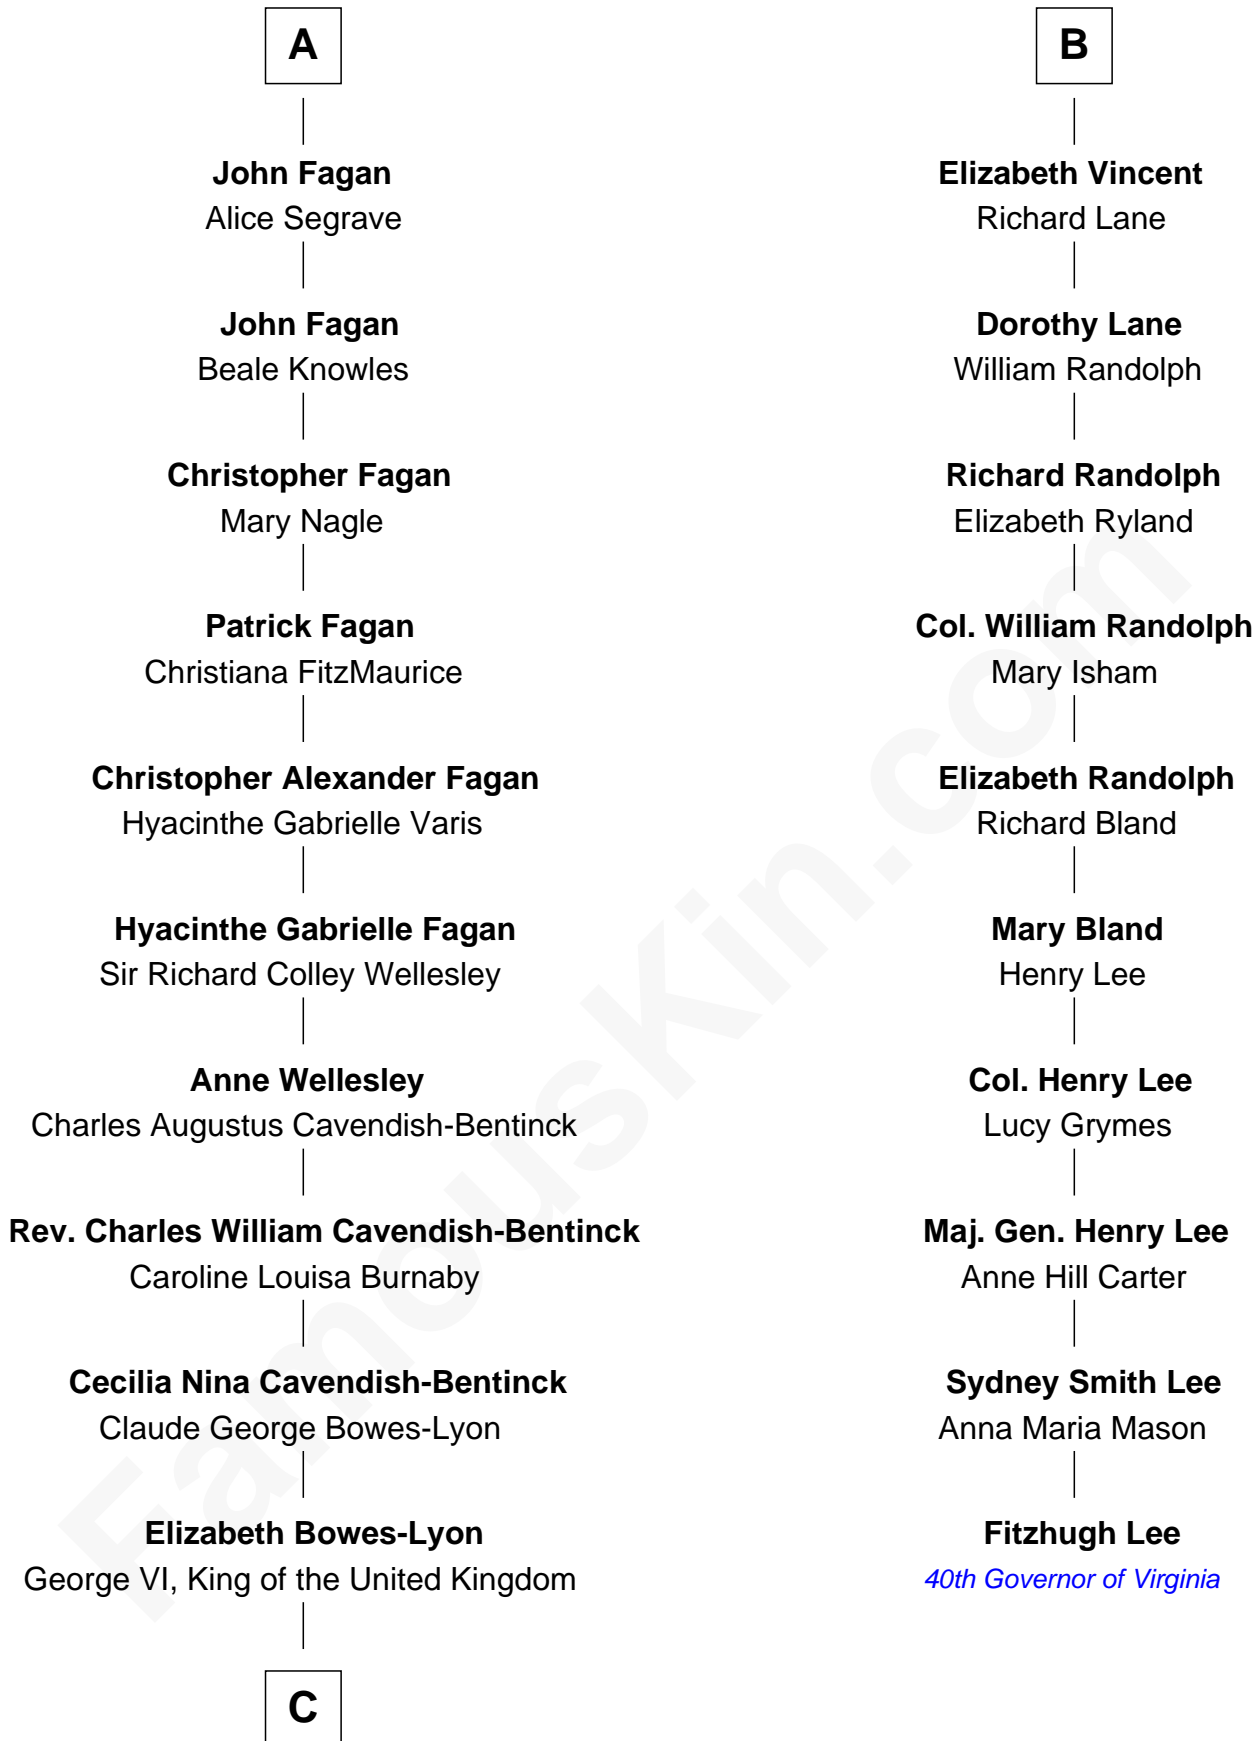 A
John Fagan
Alice Segrave
John Fagan
Beale Knowles
Christopher Fagan
Mary Nagle
Patrick Fagan
Christiana FitzMaurice
Christopher Alexander Fagan
Hyacinthe Gabrielle Varis
Hyacinthe Gabrielle Fagan
Sir Richard Colley Wellesley
Anne Wellesley
Charles Augustus Cavendish-Bentinck
Rev. Charles William Cavendish-Bentinck
Caroline Louisa Burnaby
Cecilia Nina Cavendish-Bentinck
Claude George Bowes-Lyon
Elizabeth Bowes-Lyon
George VI, King of the United Kingdom
C
B
Elizabeth Vincent
Richard Lane
Dorothy Lane
William Randolph
Richard Randolph
Elizabeth Ryland
Col. William Randolph
Mary Isham
Elizabeth Randolph
Richard Bland
Mary Bland
Henry Lee
Col. Henry Lee
Lucy Grymes
Maj. Gen. Henry Lee
Anne Hill Carter
Sydney Smith Lee
Anna Maria Mason
Fitzhugh Lee
40th Governor of Virginia
FamousKin.com